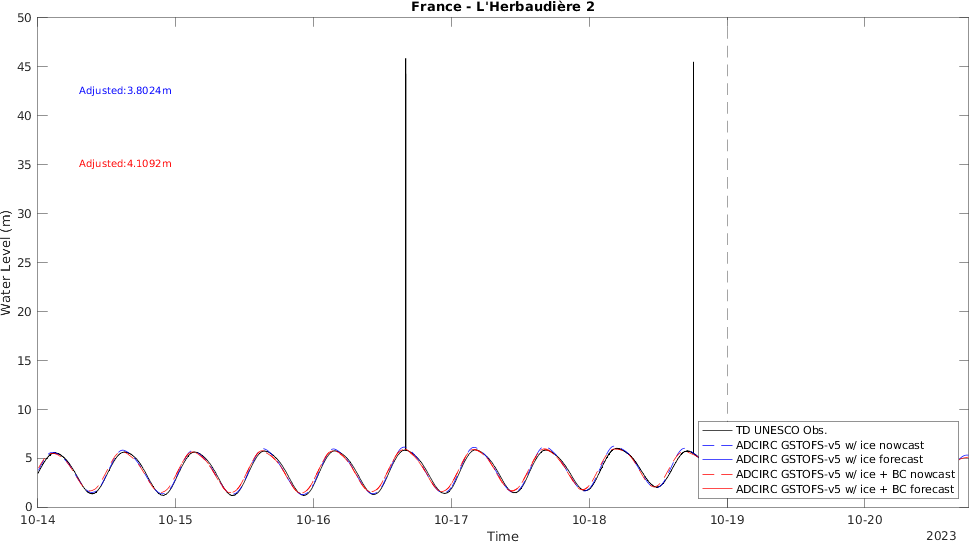 France - L'Herbaudière 2
50
45
40
35
30
25
20
15
10
5
0
Water Level (m)
Adjusted:3.8024m
Adjusted:4.1092m
TD UNESCO Obs.
ADCIRC GSTOFS-v5 w/ ice nowcast
ADCIRC GSTOFS-v5 w/ ice forecast
ADCIRC GSTOFS-v5 w/ ice + BC nowcast
ADCIRC GSTOFS-v5 w/ ice + BC forecast
10-14 10-15 10-16 10-17 10-18 10-19 10-20
Time
2023